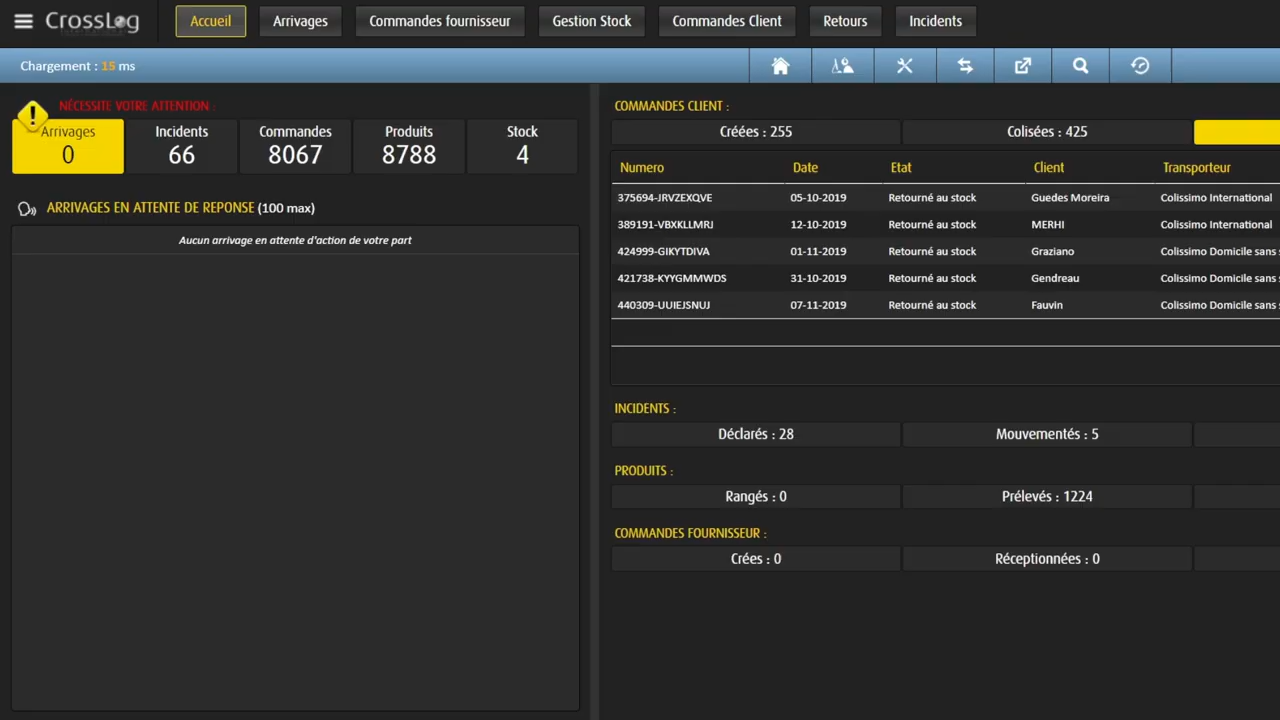 CrossLog
Accueil
Arrivages
Commandes fournisseur
Gestion Stock
Commandes Client
Retours
Incidents
Chargement : 15 ms
NÉCESSITE VOTRE ATTENTION :
Arrivages
0
Incidents
66
Commandes
8067
Produits
8788
Stock
4
ARRIVAGES EN ATTENTE DE REPONSE (100 max)
Aucun arrivage en attente d'action de votre part
COMMANDES CLIENT :
Créées : 255
Colisées : 425
Numero Date Etat Client Transporteur
375694-JRVZEXQVE 05-10-2019 Retourné au stock Guedes Moreira Colissimo International
389191-VBXKLLMRJ 12-10-2019 Retourné au stock MERHI Colissimo International
424999-GIKYTDIVA 01-11-2019 Retourné au stock Graziano Colissimo Domicile sans
421738-KYYGMMWDS 31-10-2019 Retourné au stock Gendreau Colissimo Domicile sans
440309-UUIEJSNUJ 07-11-2019 Retourné au stock Fauvin Colissimo Domicile sans
INCIDENTS :
Déclarés : 28
Mouvementés : 5
PRODUITS :
Rangés : 0
Prélevés : 1224
COMMANDES FOURNISSEUR :
Crées : 0
Réceptionnées : 0